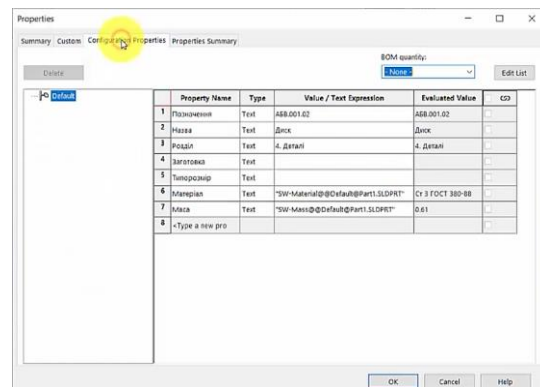 Properties
Summary Custom Configuration Properties Properties Summary
BOM quantity:
Delete - None - Edit List
Default
Property Name Type Value / Text Expression Evaluated Value
1 Позначення Text АБВ.001.02 АБВ.001.02
2 Назва Text Диск Диск
3 Розділ Text 4. Деталі 4. Деталі
4 Заготовка Text
5 Типорозмір Text
6 Матеріал Text "SW-Material@@Default@Part1.SLDPRT" Ст 3 ГОСТ 380-88
7 Маса Text "SW-Mass@@Default@Part1.SLDPRT" 0.61
8 <Type a new pro
OK Cancel Help